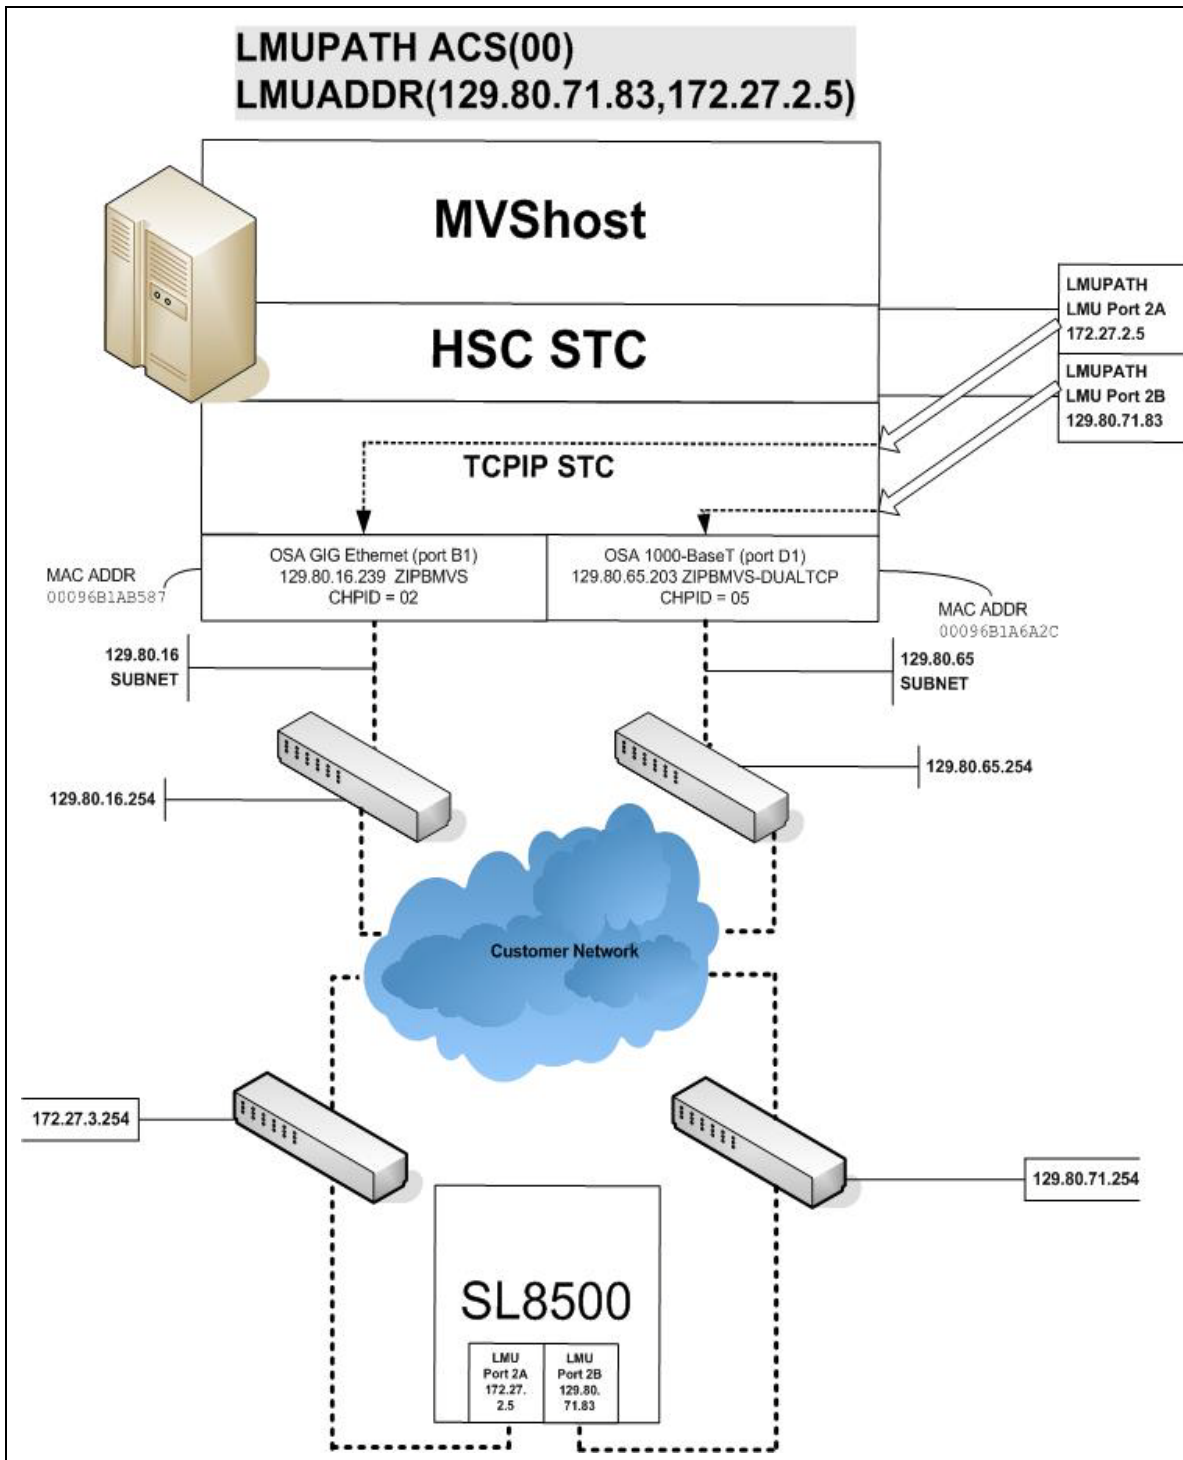 LMUPATH ACS(00)
LMUADDR(129.80.71.83,172.27.2.5)
MVShost
HSC STC
LMUPATH
LMU Port 2A
172.27.2.5
LMUPATH
LMU Port 2B
129.80.71.83
TCPIP STC
OSA GIG Ethernet (port B1)
129.80.16.239 ZIPBMVS
CHPID = 02
OSA 1000-BaseT (port D1)
129.80.65.203 ZIPBMVS-DUALTCP
CHPID = 05
MAC ADDR
00096B1AB587
MAC ADDR
00096B1A6A2C
129.80.16
SUBNET
129.80.65
SUBNET
129.80.16.254
129.80.65.254
Customer Network
172.27.3.254
129.80.71.254
SL8500
LMU
Port 2A
172.27.
2.5
LMU
Port 2B
129.80.
71.83